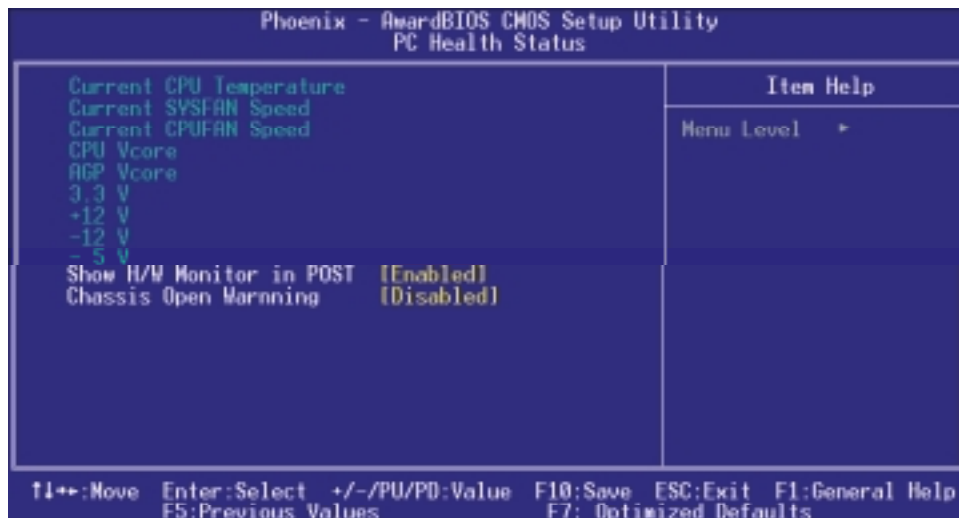 Phoenix - AwardBIOS CMOS Setup Utility
PC Health Status
Current CPU Temperature
Current SYSFAN Speed
Current CPUFAN Speed
CPU Vcore
AGP Vcore
3.3 V
+12 V
-12 V
- 5 V
Show H/W Monitor in POST [Enabled]
Chassis Open Warnning [Disabled]
Item Help
Menu Level ►
↑↓→←:Move Enter:Select +/-/PU/PD:Value F10:Save ESC:Exit F1:General Help
F5:Previous Values F7: Optimized Defaults